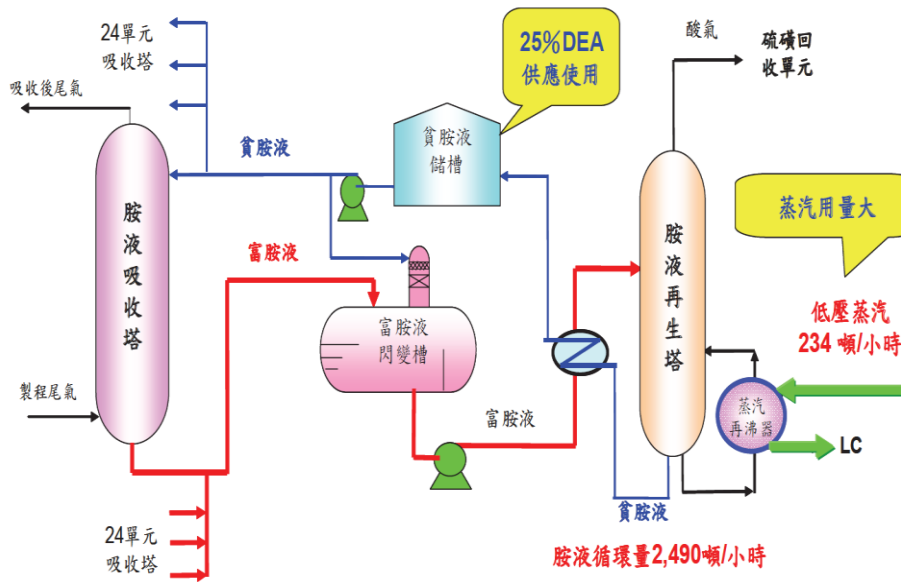 24單元
吸收塔
吸收後尾氣
貧胺液
25%DEA
供應使用
貧胺液
儲槽
酸氣
硫磺回
收單元
蒸汽用量大
胺液吸收塔
富胺液
富胺液
閃變槽
胺液再生塔
低壓蒸汽
234 噸/小時
製程尾氣
蒸汽
再沸器
富胺液
LC
貧胺液
24單元
吸收塔
胺液循環量2,490噸/小時